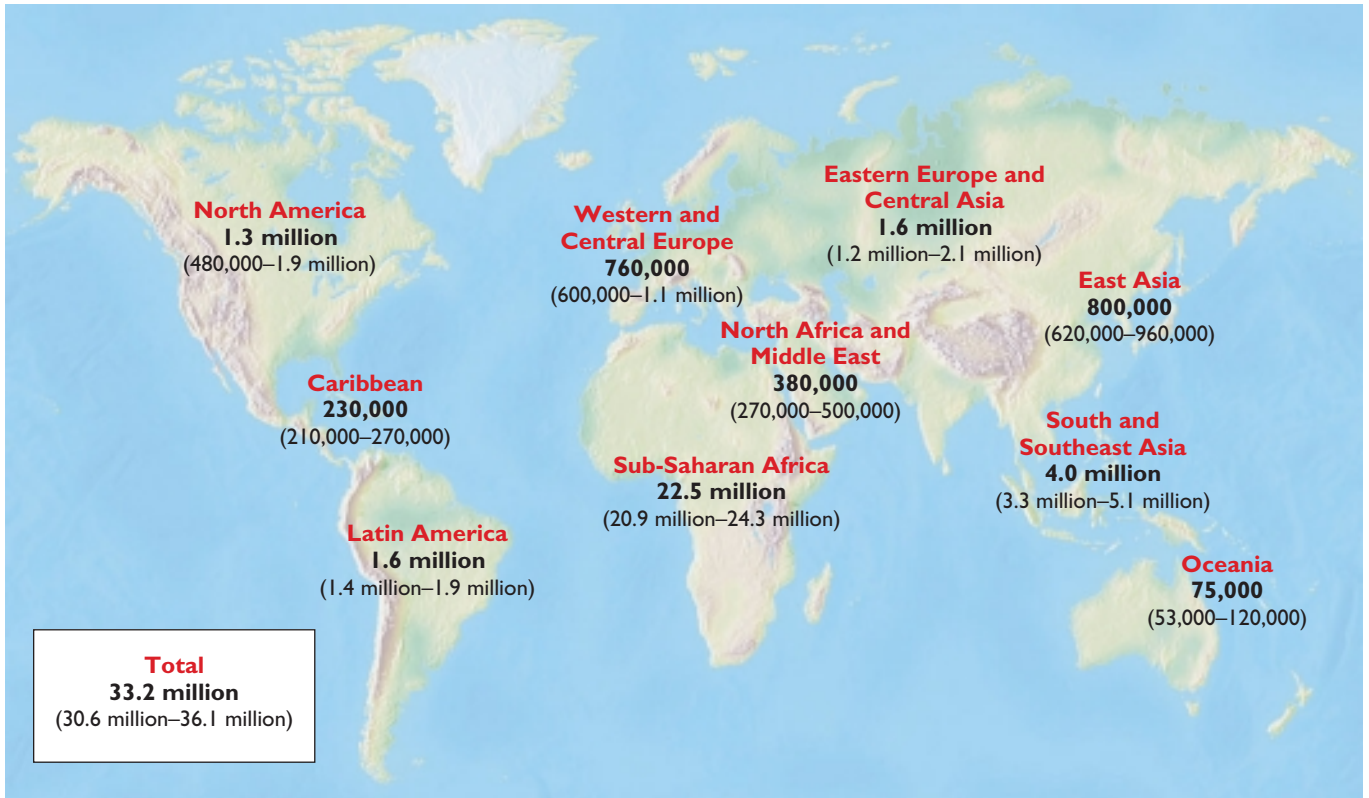 North America
1.3 million
(480,000–1.9 million)
Western and
Central Europe
760,000
(600,000–1.1 million)
Eastern Europe and
Central Asia
1.6 million
(1.2 million–2.1 million)
East Asia
800,000
(620,000–960,000)
North Africa and
Middle East
380,000
(270,000–500,000)
Caribbean
230,000
(210,000–270,000)
South and
Southeast Asia
4.0 million
(3.3 million–5.1 million)
Sub-Saharan Africa
22.5 million
(20.9 million–24.3 million)
Latin America
1.6 million
(1.4 million–1.9 million)
Oceania
75,000
(53,000–120,000)
Total
33.2 million
(30.6 million–36.1 million)